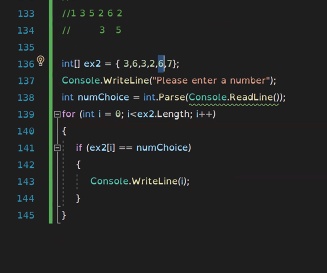 133 //1 3 5 2 6 2
134 // 3 5
135
136 int[] ex2 = { 3,6,3,2,6,7};
137 Console.WriteLine("Please enter a number");
138 int numChoice = int.Parse(Console.ReadLine());
139 for (int i = 0; i<ex2.Length; i++)
140 {
141 if (ex2[i] == numChoice)
142 {
143 Console.WriteLine(i);
144 }
145 }